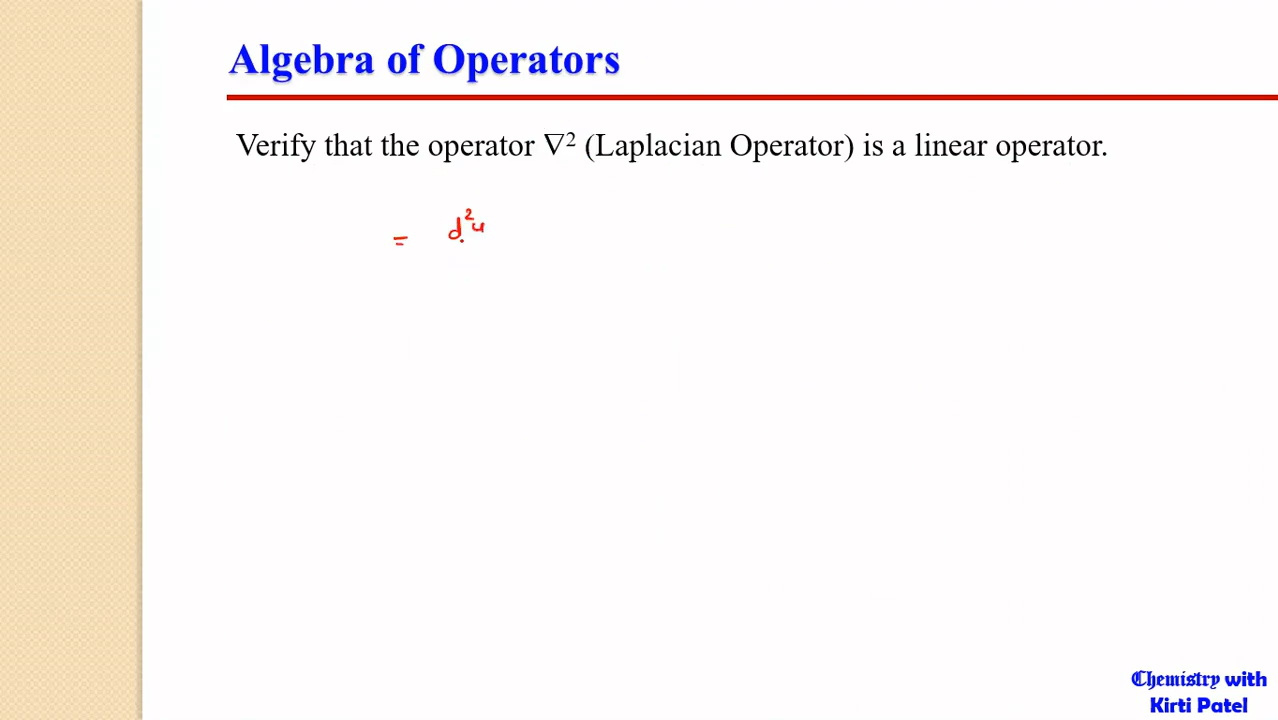 Algebra of Operators
Verify that the operator ∇² (Laplacian Operator) is a linear operator.
= d²u
Chemistry with
Kirti Patel